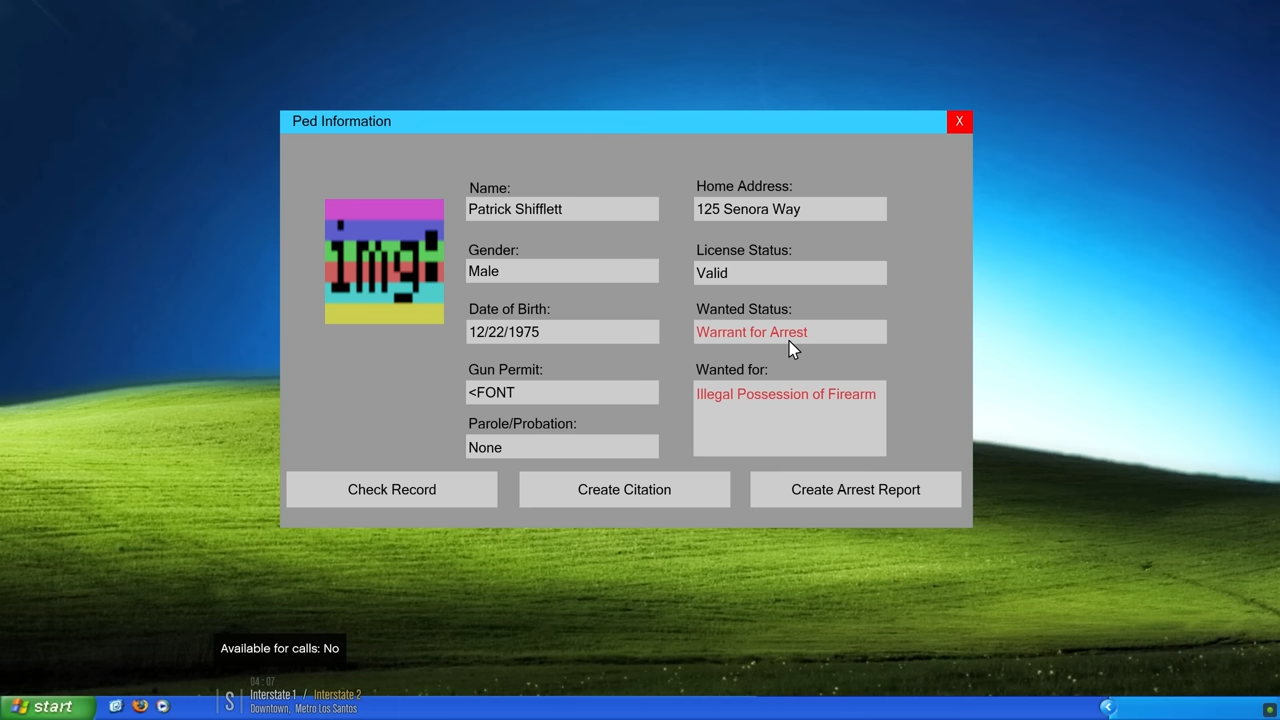 Ped Information
X
img
Name:
Patrick Shifflett
Home Address:
125 Senora Way
Gender:
Male
License Status:
Valid
Date of Birth:
12/22/1975
Wanted Status:
Warrant for Arrest
Gun Permit:
<FONT
Wanted for:
Illegal Possession of Firearm
Parole/Probation:
None
Check Record
Create Citation
Create Arrest Report
Available for calls: No
04 : 07
S
Interstate 1 / Interstate 2
Downtown, Metro Los Santos
start